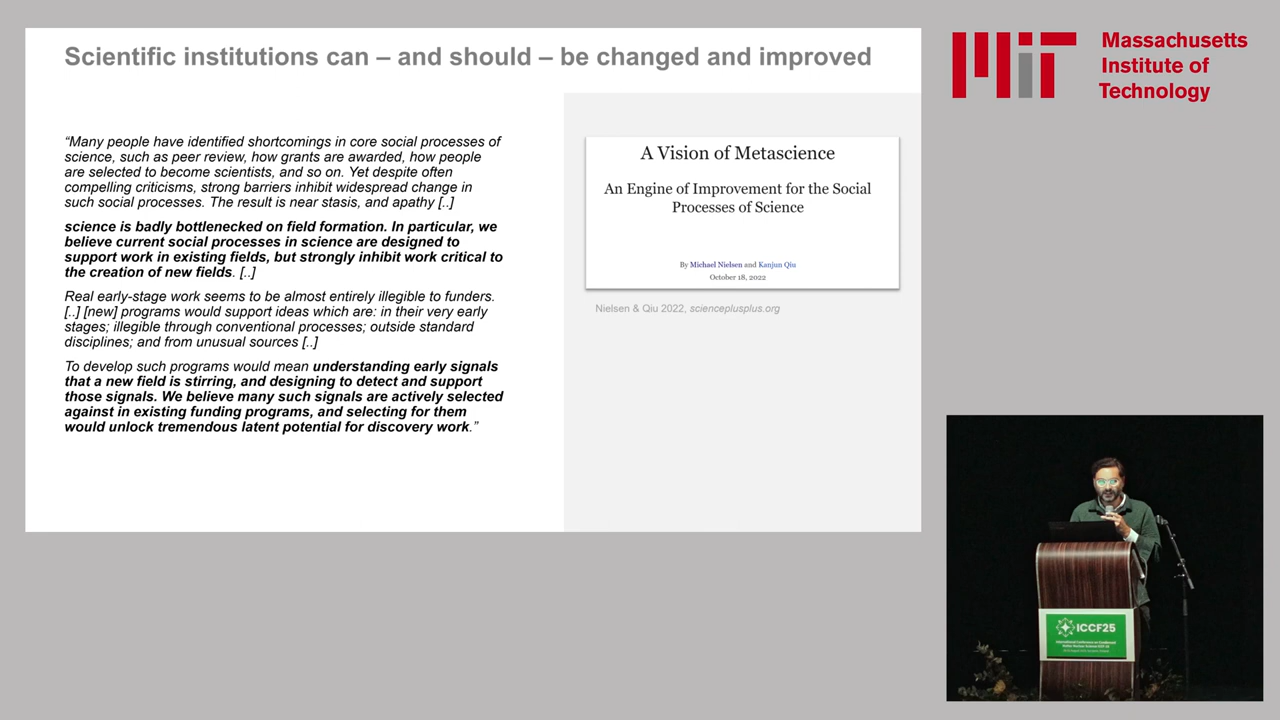 Scientific institutions can – and should – be changed and improved
“Many people have identified shortcomings in core social processes of
science, such as peer review, how grants are awarded, how people
are selected to become scientists, and so on. Yet despite often
compelling criticisms, strong barriers inhibit widespread change in
such social processes. The result is near stasis, and apathy [..]
science is badly bottlenecked on field formation. In particular, we
believe current social processes in science are designed to
support work in existing fields, but strongly inhibit work critical to
the creation of new fields. [..]
Real early-stage work seems to be almost entirely illegible to funders.
[..] [new] programs would support ideas which are: in their very early
stages; illegible through conventional processes; outside standard
disciplines; and from unusual sources [..]
To develop such programs would mean understanding early signals
that a new field is stirring, and designing to detect and support
those signals. We believe many such signals are actively selected
against in existing funding programs, and selecting for them
would unlock tremendous latent potential for discovery work.”
A Vision of Metascience
An Engine of Improvement for the Social
Processes of Science
By Michael Nielsen and Kanjun Qiu
October 18, 2022
Nielsen & Qiu 2022, scienceplusplus.org
MIT
Massachusetts
Institute of
Technology
ICCF25
International Conference on Condensed
Matter Nuclear Science ICCF-25